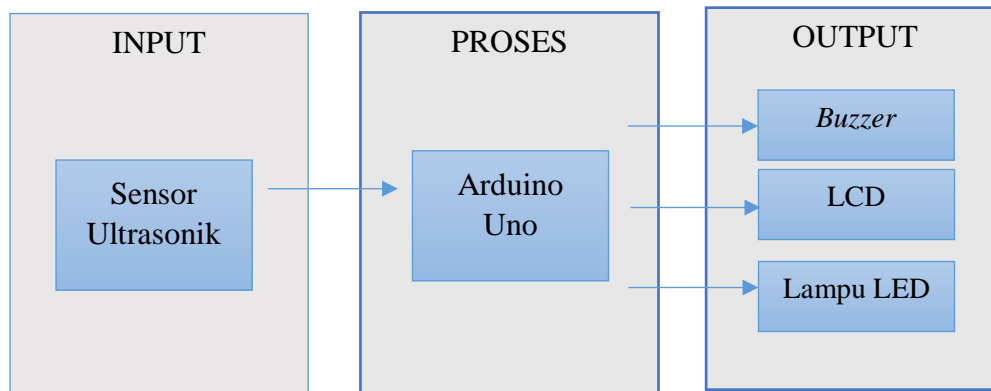 INPUT
Sensor
Ultrasonik
PROSES
Arduino
Uno
OUTPUT
Buzzer
LCD
Lampu LED